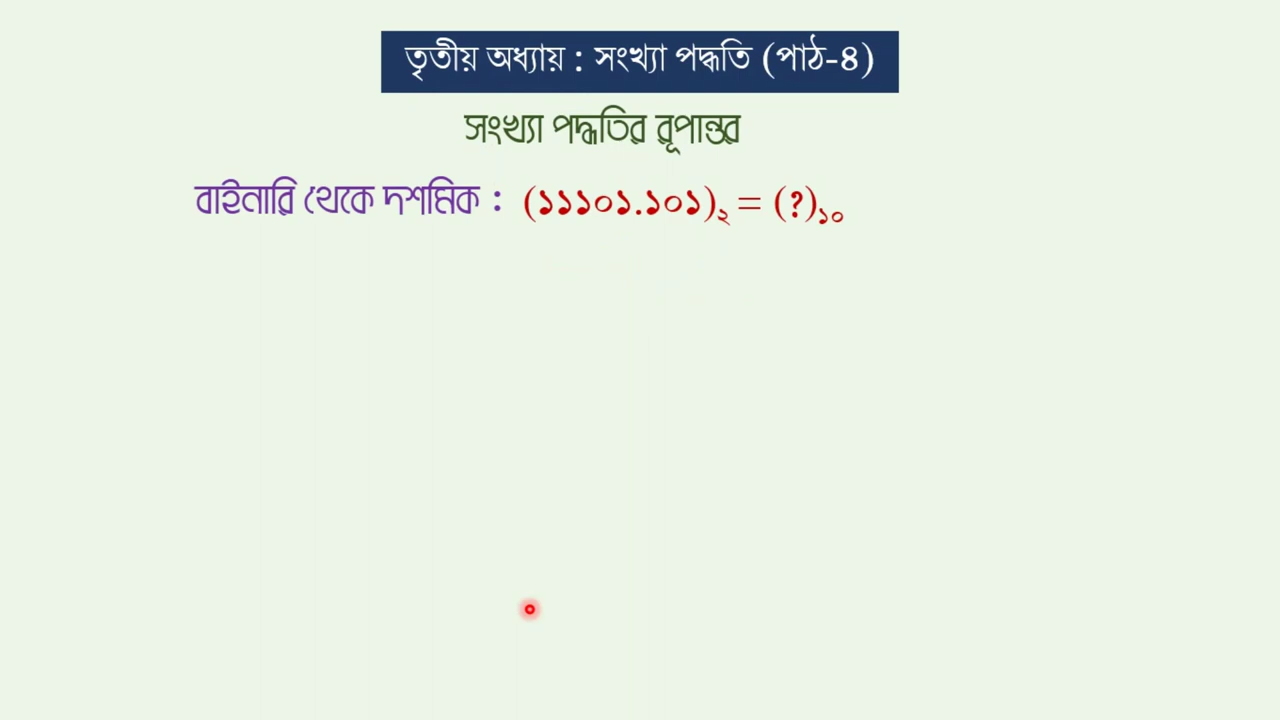 তৃতীয় অধ্যায় : সংখ্যা পদ্ধতি (পাঠ-৪)
সংখ্যা পদ্ধতির রূপান্তর
বাইনারি থেকে দশমিক : (১১১০১.১০১)₂ = (?)₁₀